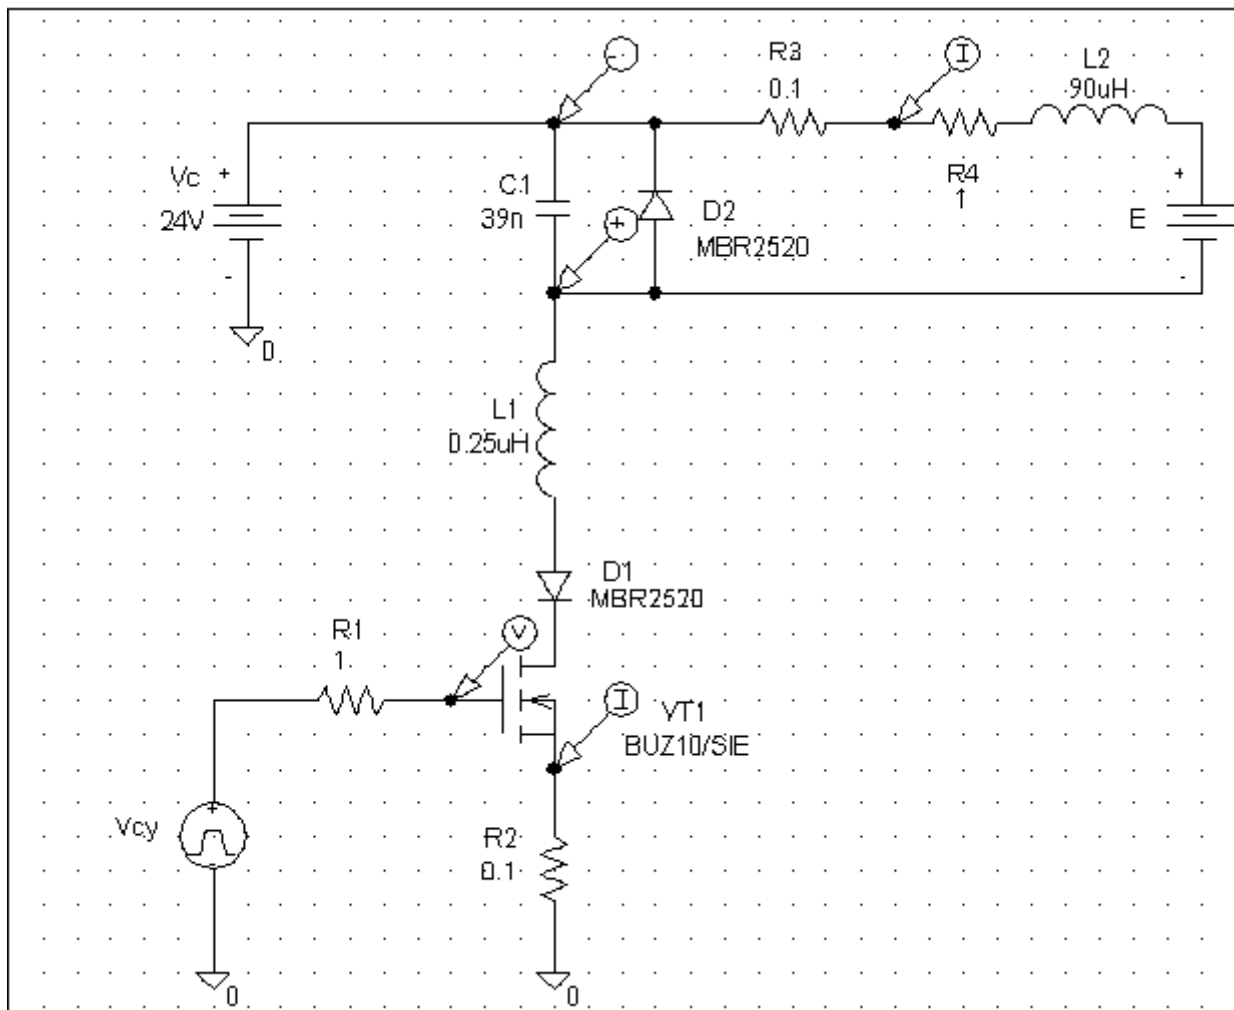 R3
0.1
I
L2
90uH
-
Vc
+
24V
-
0
C1
39n
+
D2
MBR2520
R4
1
+
E
-
L1
0.25uH
D1
MBR2520
R1
1
V
I
VT1
BUZ10/SIE
Vcy
+
-
R2
0.1
0
0